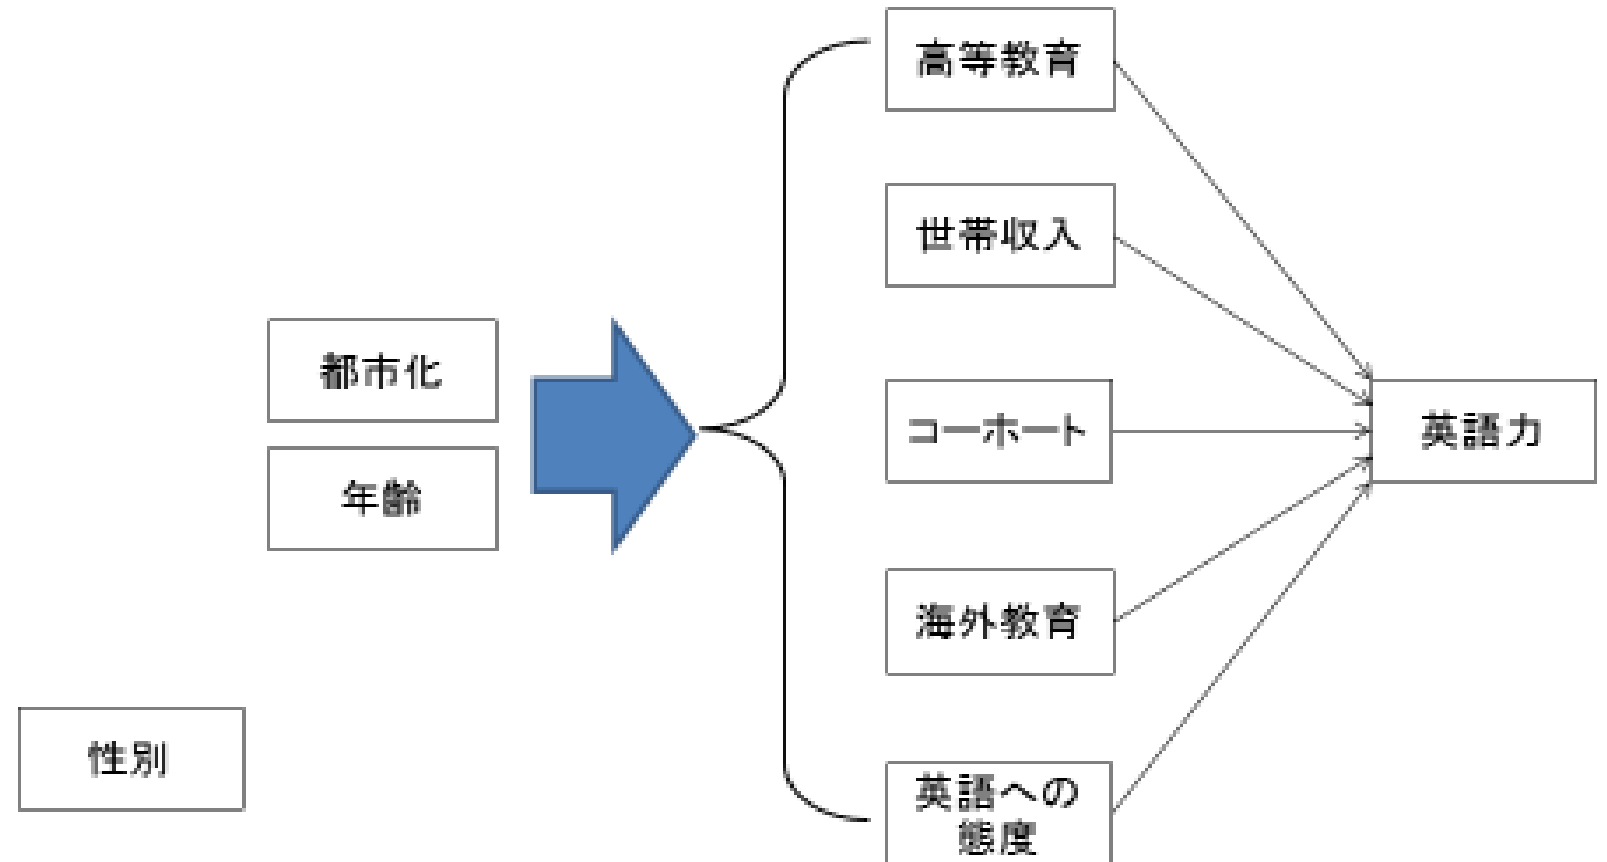 高等教育
世帯収入
都市化
コーホート
英語力
年齢
海外教育
性別
英語への
態度